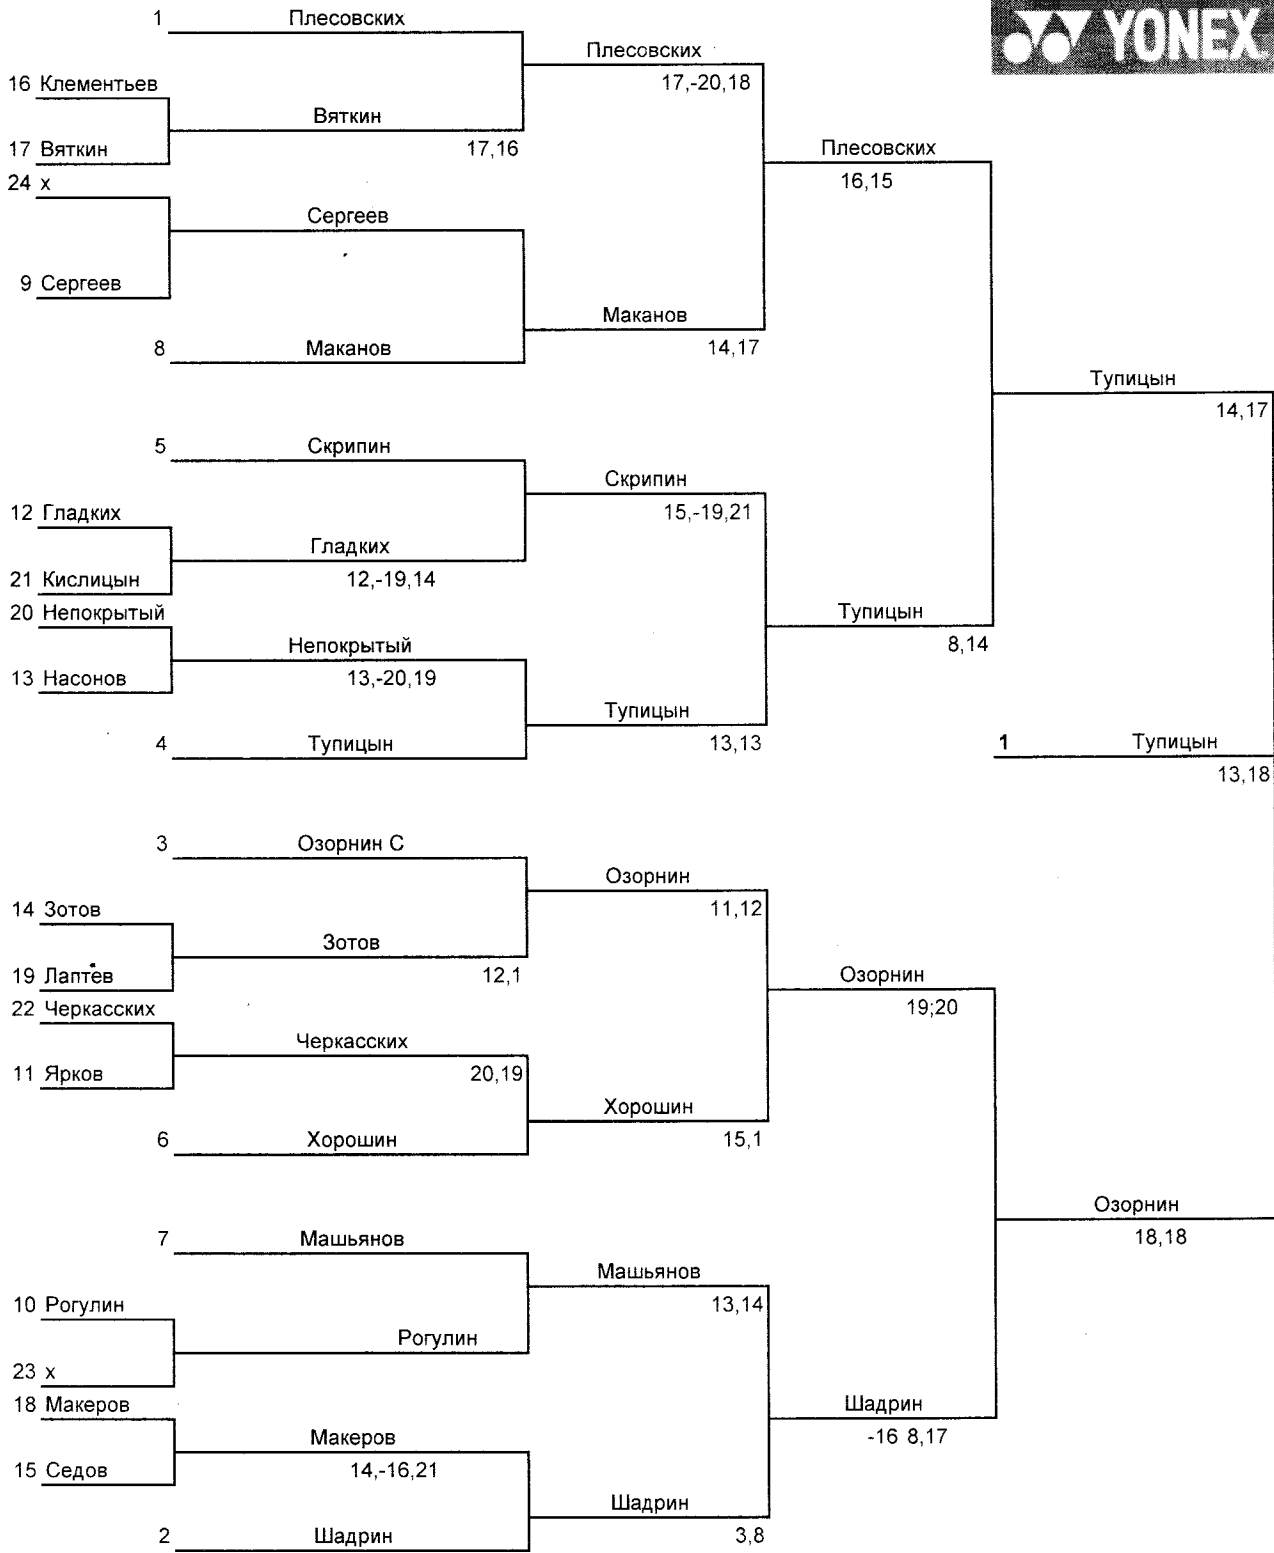 1 Плесовских
YONEX
Плесовских
17,-20,18
16 Клементьев
Вяткин
17,16
17 Вяткин
Плесовских
16,15
24 х
Сергеев
9 Сергеев
Маканов
14,17
8 Маканов
Тупицын
14,17
5 Скрипин
Скрипин
15,-19,21
12 Гладких
Гладких
12,-19,14
21 Кислицын
20 Непокрытый
Тупицын
8,14
Непокрытый
13,-20,19
13 Насонов
Тупицын
13,13
4 Тупицын
1 Тупицын
13,18
3 Озорнин С
Озорнин
11,12
14 Зотов
Зотов
12,1
19 Лаптев
Озорнин
19;20
22 Черкасских
Черкасских
20,19
11 Ярков
Хорошин
15,1
6 Хорошин
Озорнин
18,18
7 Машьянов
Машьянов
13,14
10 Рогулин
Рогулин
23 х
18 Макеров
Шадрин
-16 8,17
Макеров
14,-16,21
15 Седов
Шадрин
3,8
2 Шадрин